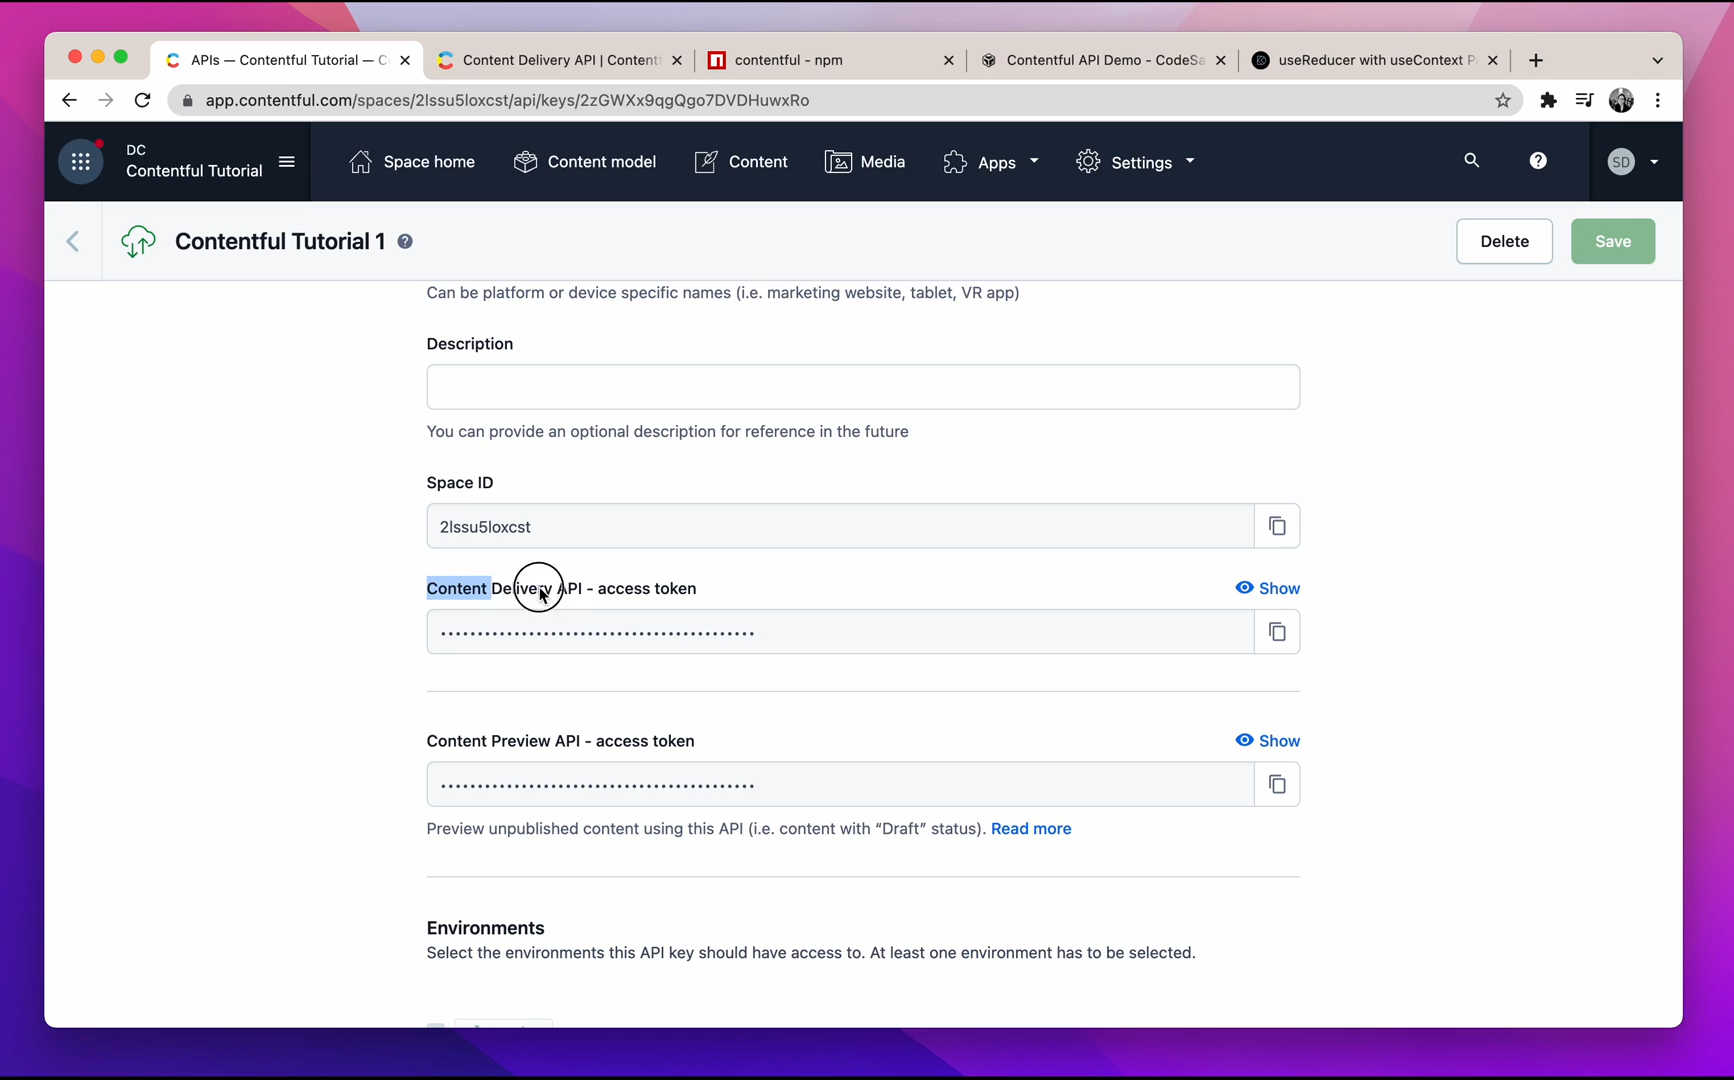 APIs — Contentful Tutorial — C
Content Delivery API | Content
contentful - npm
Contentful API Demo - CodeSa
useReducer with useContext P
app.contentful.com/spaces/2lssu5loxcst/api/keys/2zGWXx9qgQgo7DVDHuwxRo
DC
Contentful Tutorial
Space home
Content model
Content
Media
Apps
Settings
SD
Contentful Tutorial 1
Delete
Save
Can be platform or device specific names (i.e. marketing website, tablet, VR app)
Description
You can provide an optional description for reference in the future
Space ID
2lssu5loxcst
Content Delivery API - access token
Show
Content Preview API - access token
Show
Preview unpublished content using this API (i.e. content with “Draft” status). Read more
Environments
Select the environments this API key should have access to. At least one environment has to be selected.